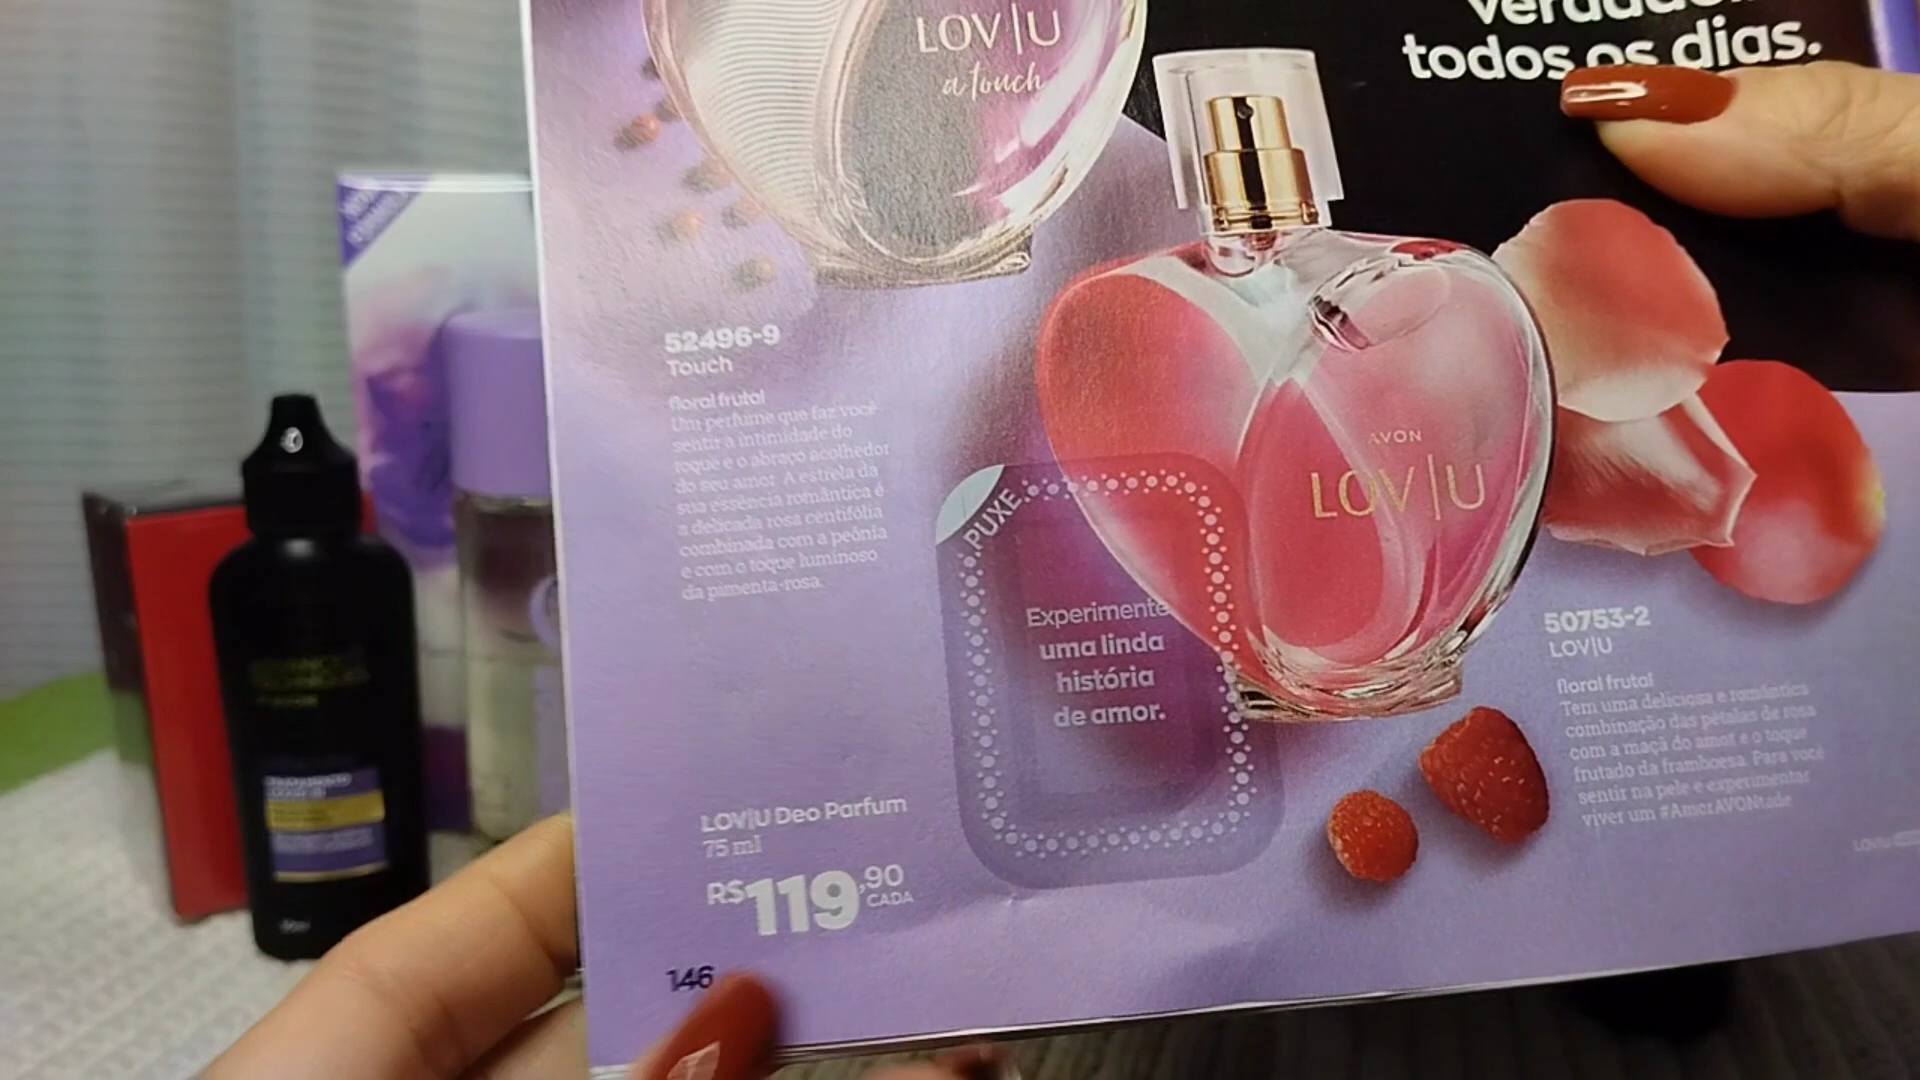 LOV|U
a touch
todos os dias.
52496-9
Touch
floral frutal
Um perfume que faz você
sentir a intimidade do
toque e o abraço acolhedor
do seu amor. A estrela da
sua essência romântica é
a delicada rosa centifólia
combinada com a peônia
e com o toque luminoso
da pimenta-rosa.
AVON
LOV|U
PUXE
Experimente
uma linda
história
de amor.
50753-2
LOV|U
floral frutal
Tem uma deliciosa e romântica
combinação das pétalas de rosa
com a maçã do amor e o toque
frutado da framboesa. Para você
sentir na pele e experimentar
viver um #AmorAVONtade
LOV|U Deo Parfum
75 ml
R$119,90
CADA
146